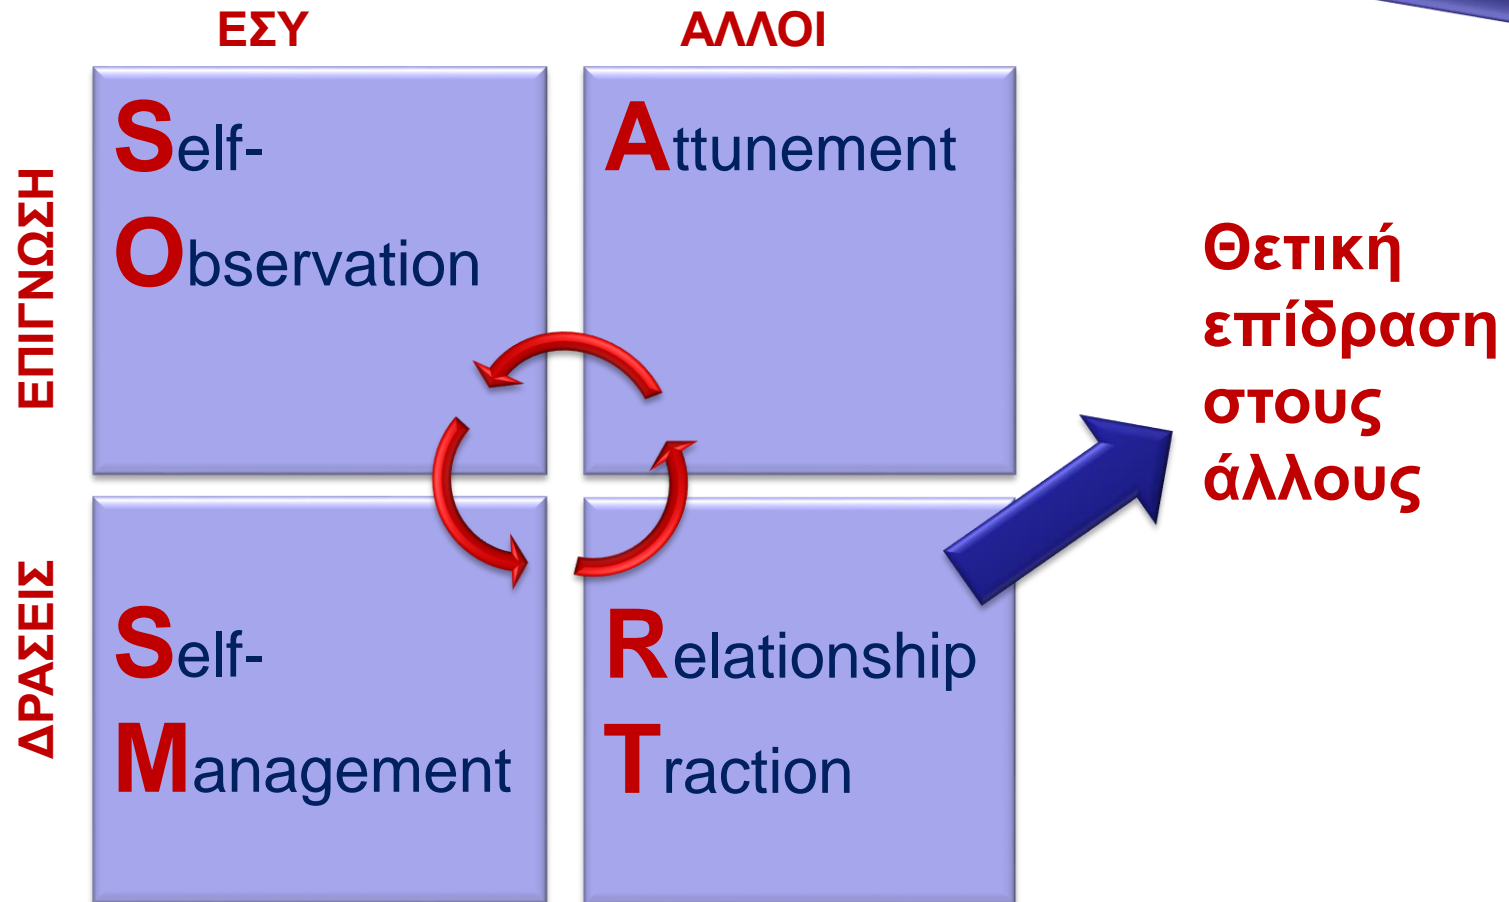 ΕΣΥ
ΑΛΛΟΙ
ΕΠΙΓΝΩΣΗ
Self-
Observation
Attunement
Θετική
επίδραση
στους
άλλους
ΔΡΑΣΕΙΣ
Self-
Management
Relationship
Traction